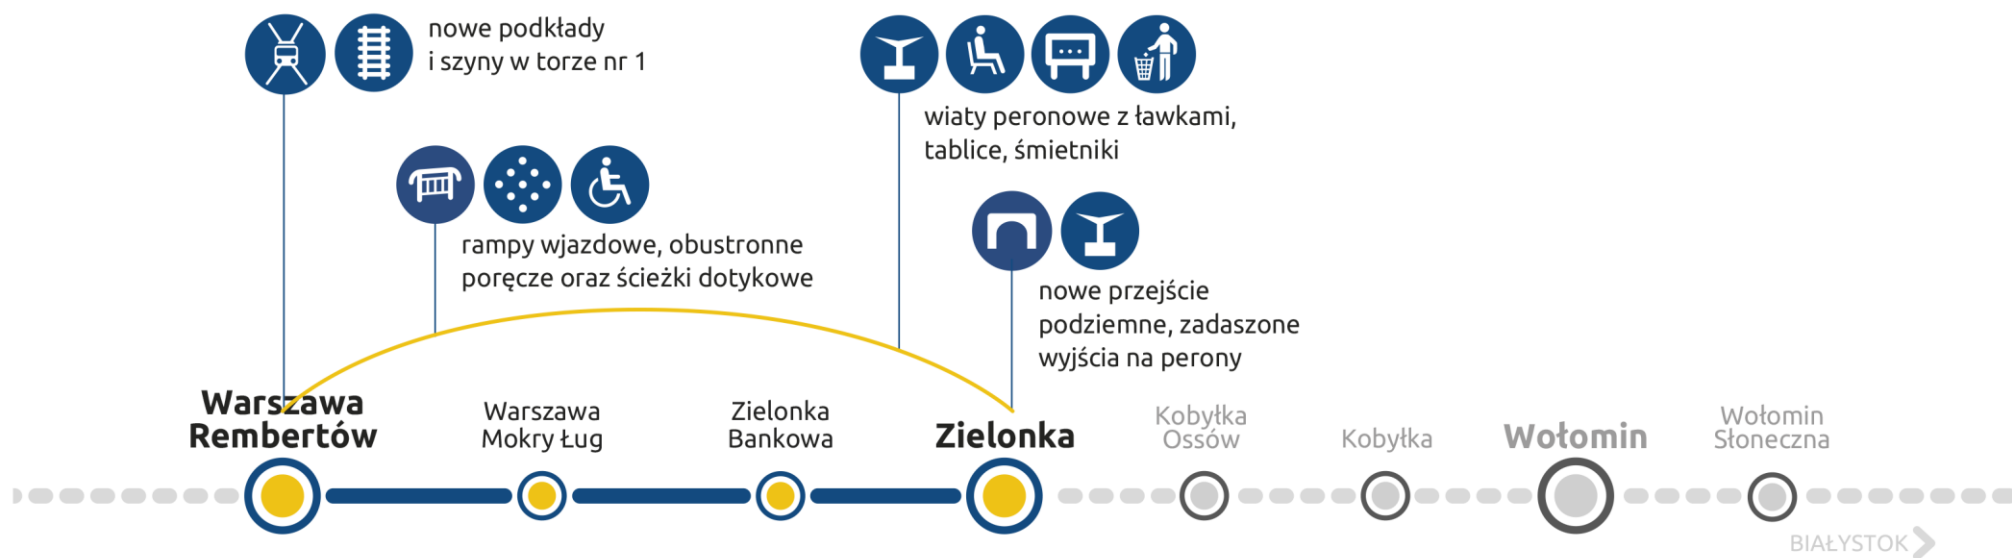 nowe podkłady
i szyny w torze nr 1
wiaty peronowe z ławkami,
tablice, śmietniki
rampy wjazdowe, obustronne
poręcze oraz ścieżki dotykowe
nowe przejście
podziemne, zadaszone
wyjścia na perony
Warszawa
Rembertów
Warszawa
Mokry Ług
Zielonka
Bankowa
Zielonka
Kobyłka
Ossów
Kobyłka
Wołomin
Wołomin
Słoneczna
BIAŁYSTOK